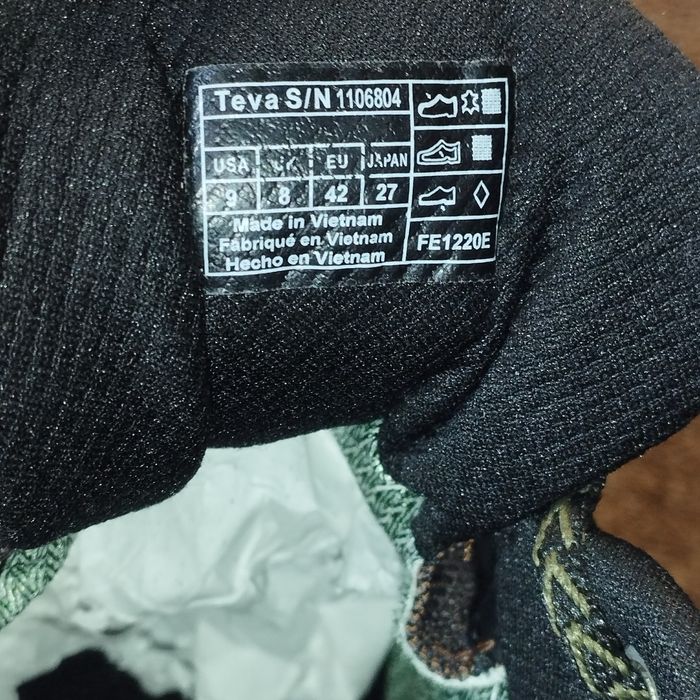 Teva S/N 1106804
USA UK EU JAPAN
9 8 42 27
Made in Vietnam
Fabriqué en Vietnam
Hecho en Vietnam
FE1220E